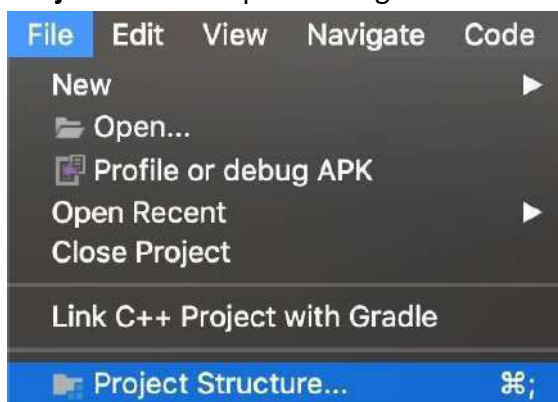 File Edit View Navigate Code
New
Open...
Profile or debug APK
Open Recent
Close Project
Link C++ Project with Gradle
Project Structure... ⌘;